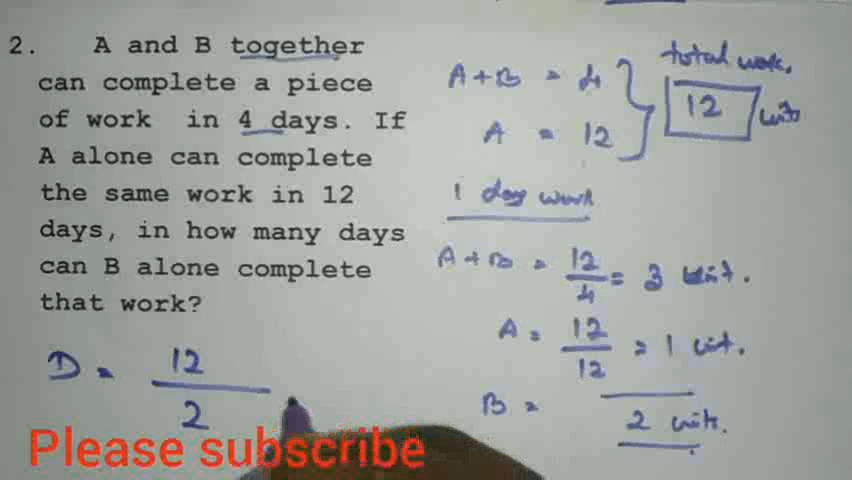 2. A and B together
can complete a piece
of work in 4 days. If
A alone can complete
the same work in 12
days, in how many days
can B alone complete
that work?
D = 12
2
A+B = 4
A = 12
total work.
12 units
1 day work
A+B = 12/4 = 3 unit.
A = 12/12 = 1 unit.
B =
2 units.
Please subscribe